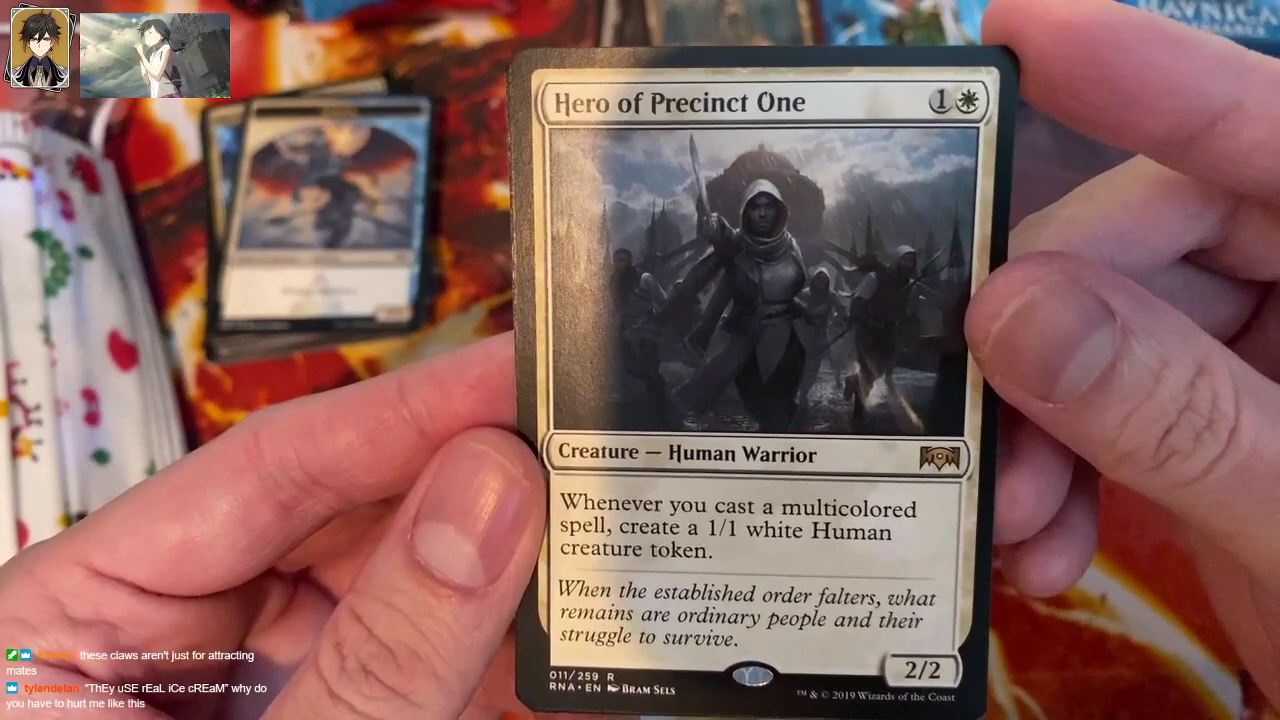 RAVNICA
Hero of Precinct One 1
Creature — Human Warrior
Whenever you cast a multicolored
spell, create a 1/1 white Human
creature token.
When the established order falters, what
remains are ordinary people and their
struggle to survive.
2/2
011/259 R
RNA • EN Bram Sels
™ & © 2019 Wizards of the Coast
these claws aren't just for attracting
mates
tylendelan "ThEy uSE rEaL iCe cREaM" why do
you have to hurt me like this